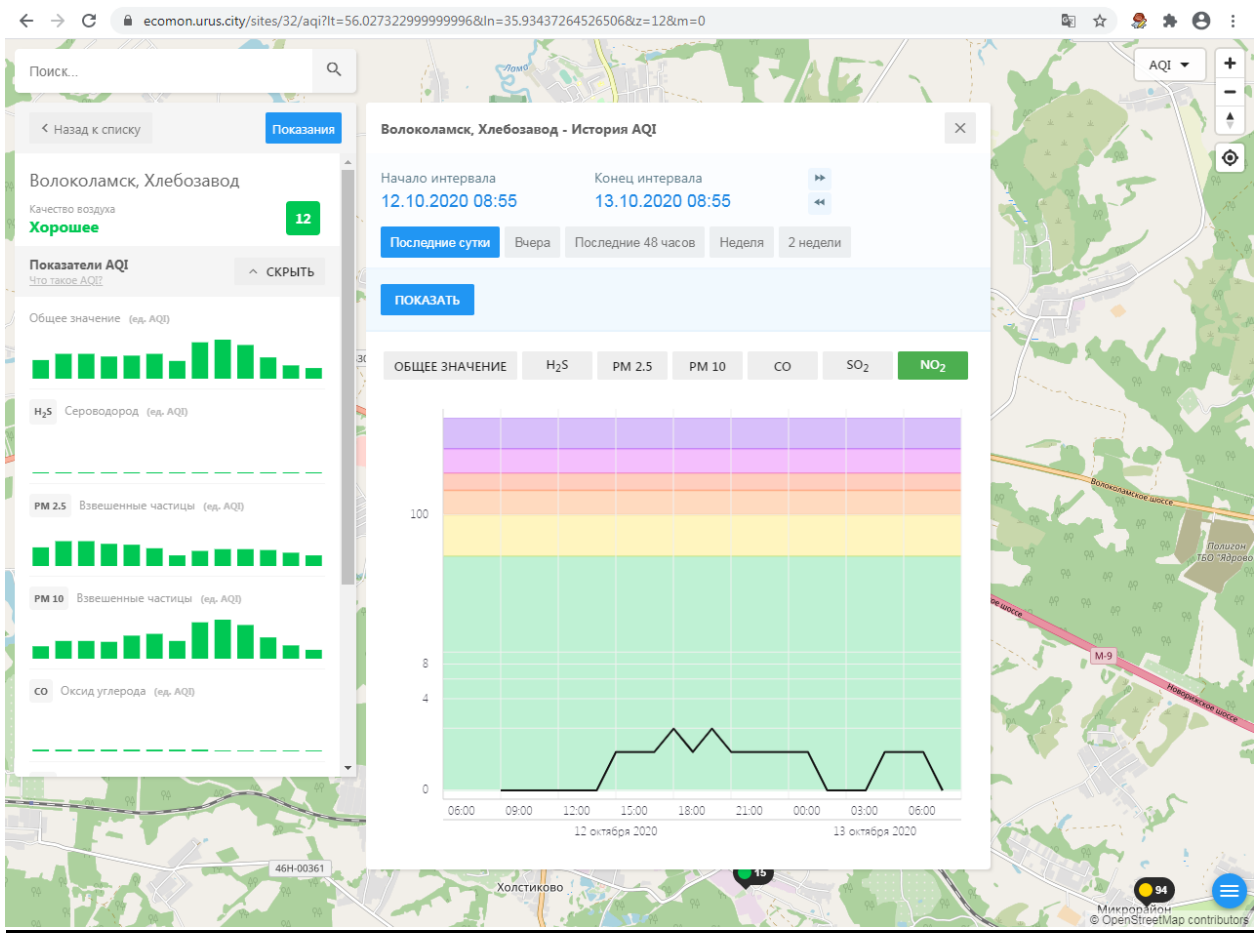 ecomon.urus.city/sites/32/aqi?lt=56.027322999999996&ln=35.934372645265066&z=12&m=0
Поиск...
AQI
Ламо
Назад к списку
Показания
Волоколамск, Хлебозавод
Качество воздуха
Хорошее
12
Показатели AQI
Что такое AQI?
СКРЫТЬ
Общее значение (ед. AQI)
H₂S Сероводород (ед. AQI)
PM 2.5 Взвешенные частицы (ед. AQI)
PM 10 Взвешенные частицы (ед. AQI)
CO Оксид углерода (ед. AQI)
Волоколамск, Хлебозавод - История AQI
Начало интервала
Конец интервала
12.10.2020 08:55
13.10.2020 08:55
Последние сутки
Вчера
Последние 48 часов
Неделя
2 недели
ПОКАЗАТЬ
ОБЩЕЕ ЗНАЧЕНИЕ
H₂S
PM 2.5
PM 10
CO
SO₂
NO₂
100
8
4
0
06:00 09:00 12:00 15:00 18:00 21:00 00:00 03:00 06:00
12 октября 2020
13 октября 2020
Волоколамское шоссе
Полигон
ТБО "Ядрово
М-9
Новорижское шоссе
46Н-00361
Холстиково
15
94
Микрорайон
© OpenStreetMap contributors